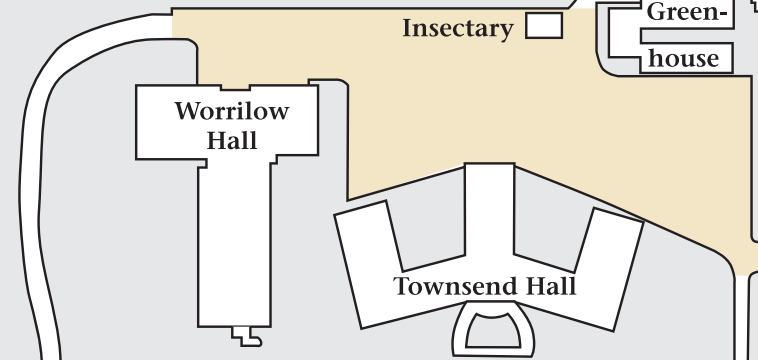 Green-
Insectary
house
Worrilow
Hall
Townsend Hall